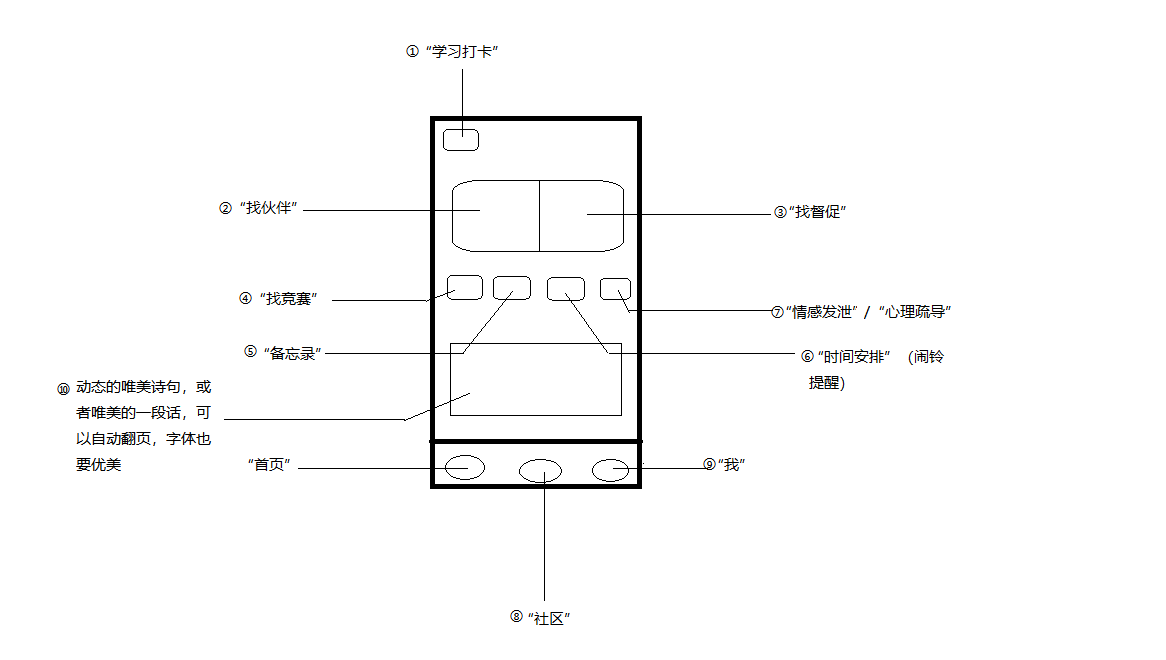 ① “学习打卡”
② “找伙伴”
③“找督促”
④ “找竞赛”
⑦“情感发泄” / “心理疏导”
⑤ “备忘录”
⑥ “时间安排” （闹铃
提醒）
⑩ 动态的唯美诗句，或
者唯美的一段话，可
以自动翻页，字体也
要优美
“首页”
⑨“我”
⑧ “社区”